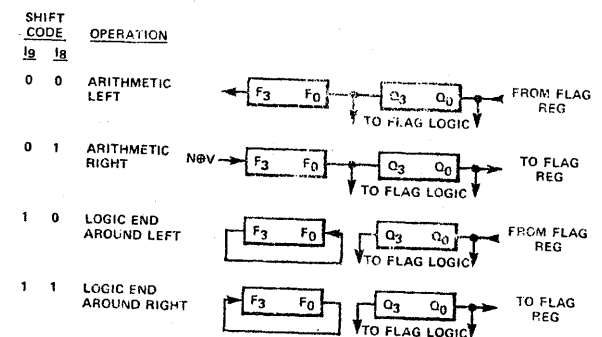 SHIFT
CODE OPERATION
I9 I8
0 0 ARITHMETIC LEFT F3 F0 Q3 Q0 FROM FLAG REG
TO FLAG LOGIC
0 1 ARITHMETIC RIGHT N⊕V F3 F0 Q3 Q0 TO FLAG REG
TO FLAG LOGIC
1 0 LOGIC END AROUND LEFT F3 F0 Q3 Q0 FROM FLAG REG
TO FLAG LOGIC
1 1 LOGIC END AROUND RIGHT F3 F0 Q3 Q0 TO FLAG REG
TO FLAG LOGIC